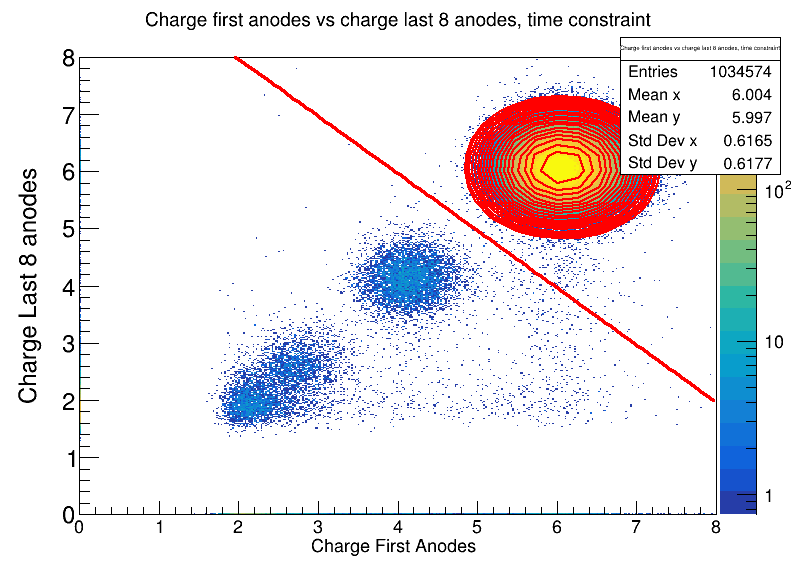 Charge first anodes vs charge last 8 anodes, time constraint
Charge first anodes vs charge last 8 anodes, time constraint
Entries 1034574
Mean x 6.004
Mean y 5.997
Std Dev x 0.6165
Std Dev y 0.6177
8
7
6
5
4
3
2
1
0
Charge Last 8 anodes
0 1 2 3 4 5 6 7 8
Charge First Anodes
10²
10
1